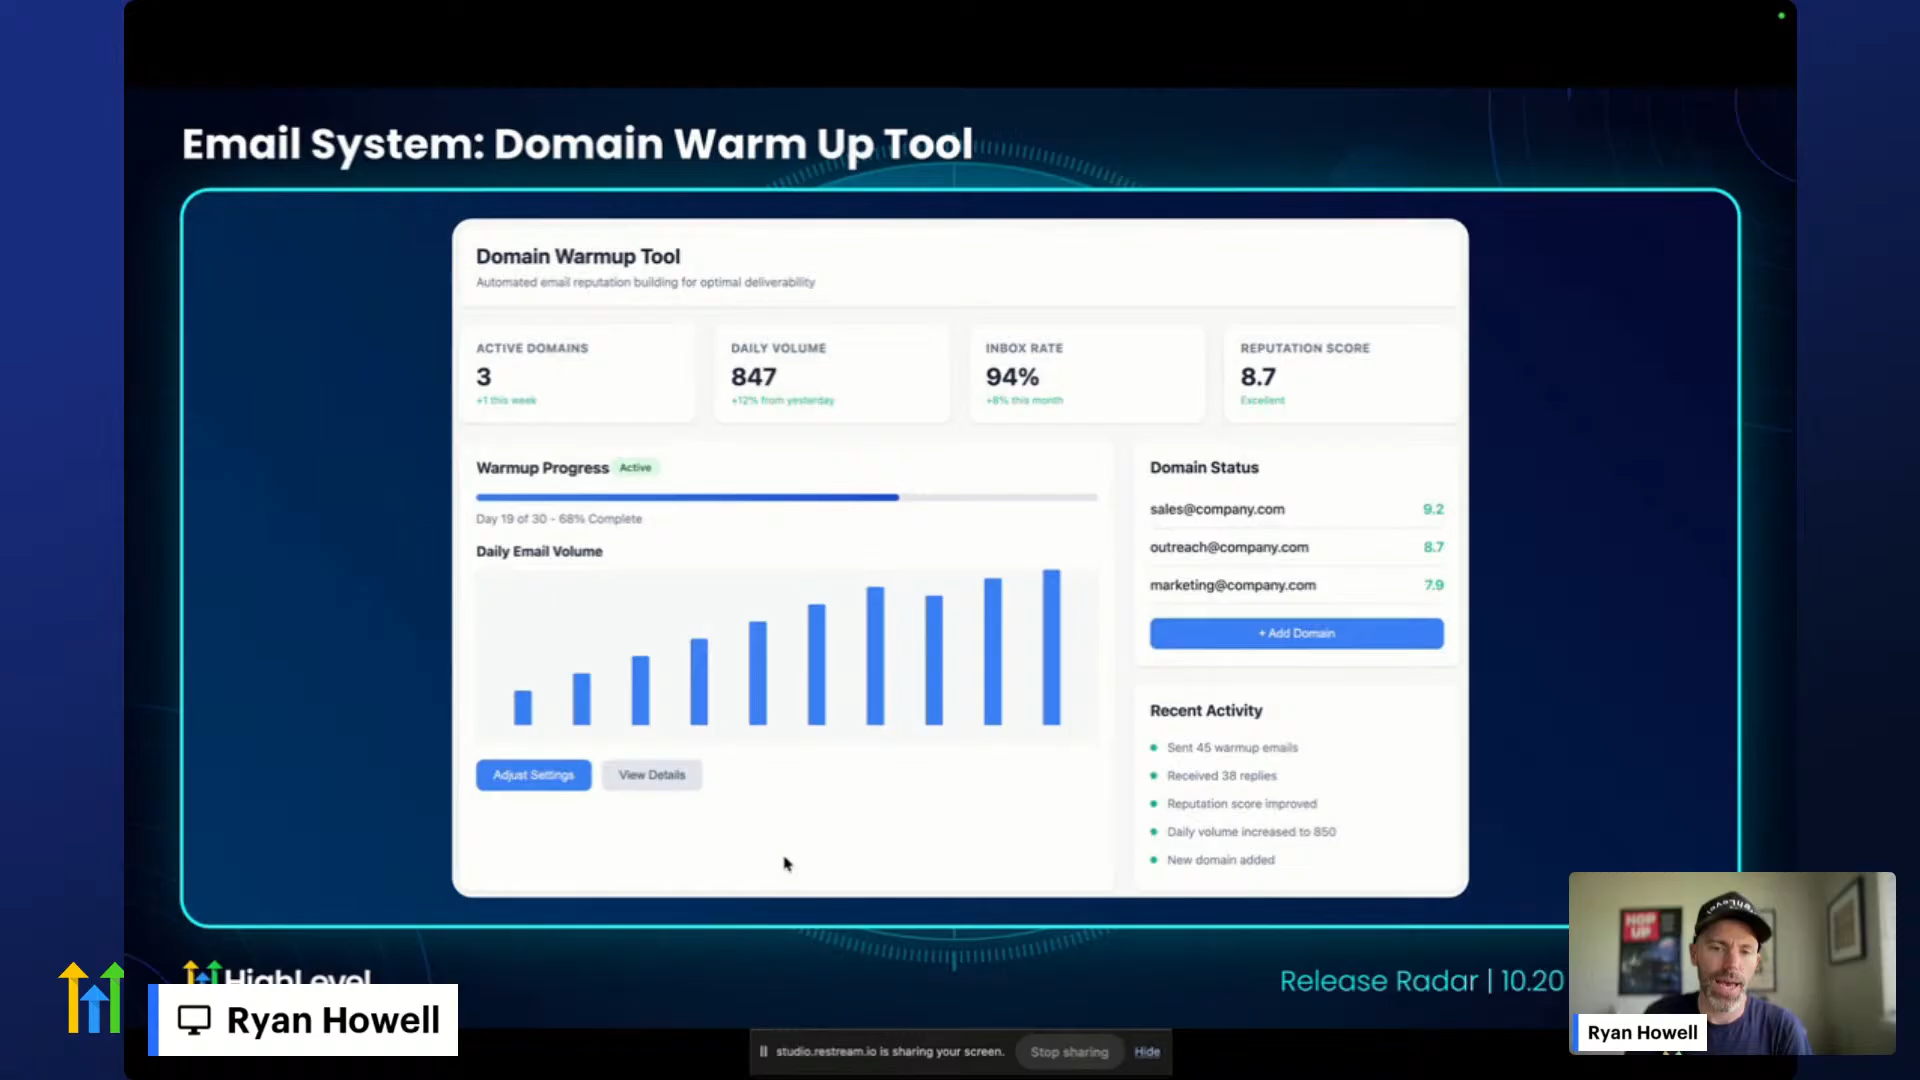 Email System: Domain Warm Up Tool
Domain Warmup Tool
Automated email reputation building for optimal deliverability
ACTIVE DOMAINS
3
+1 this week
DAILY VOLUME
847
+12% from yesterday
INBOX RATE
94%
+8% this month
REPUTATION SCORE
8.7
Excellent
Warmup Progress Active
Day 19 of 30 - 68% Complete
Daily Email Volume
Adjust Settings
View Details
Domain Status
sales@company.com 9.2
outreach@company.com 8.7
marketing@company.com 7.9
+ Add Domain
Recent Activity
Sent 45 warmup emails
Received 38 replies
Reputation score improved
Daily volume increased to 850
New domain added
HighLevel
Ryan Howell
Release Radar | 10.20
studio.restream.io is sharing your screen.
Stop sharing
Hide
HOP
UP
Ryan Howell